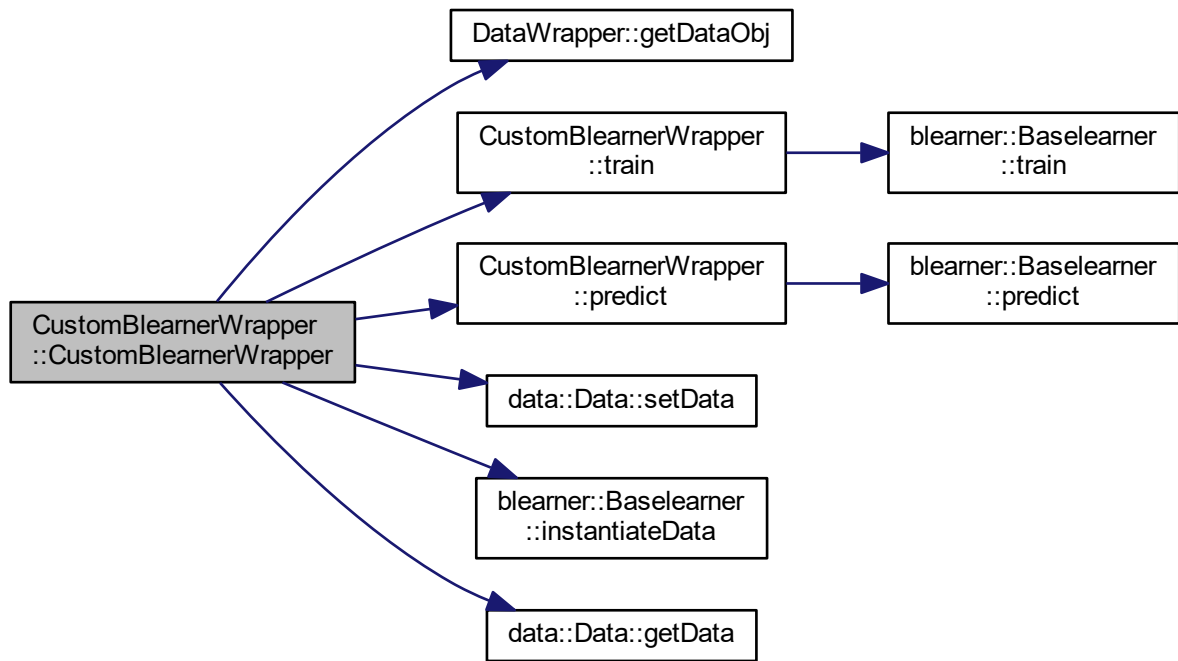 DataWrapper::getDataObj
CustomBlearnerWrapper
::train
blearner::Baselearner
::train
CustomBlearnerWrapper
::predict
blearner::Baselearner
::predict
CustomBlearnerWrapper
::CustomBlearnerWrapper
data::Data::setData
blearner::Baselearner
::instantiateData
data::Data::getData